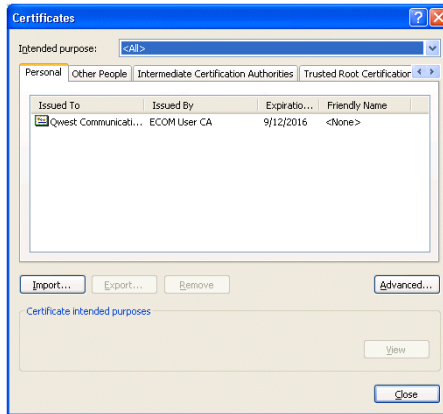 Certificates
Intended purpose: <All>
Personal Other People Intermediate Certification Authorities Trusted Root Certification
Issued To Issued By Expiratio... Friendly Name
Qwest Communicati... ECOM User CA 9/12/2016 <None>
Import... Export... Remove Advanced...
Certificate intended purposes
View
Close